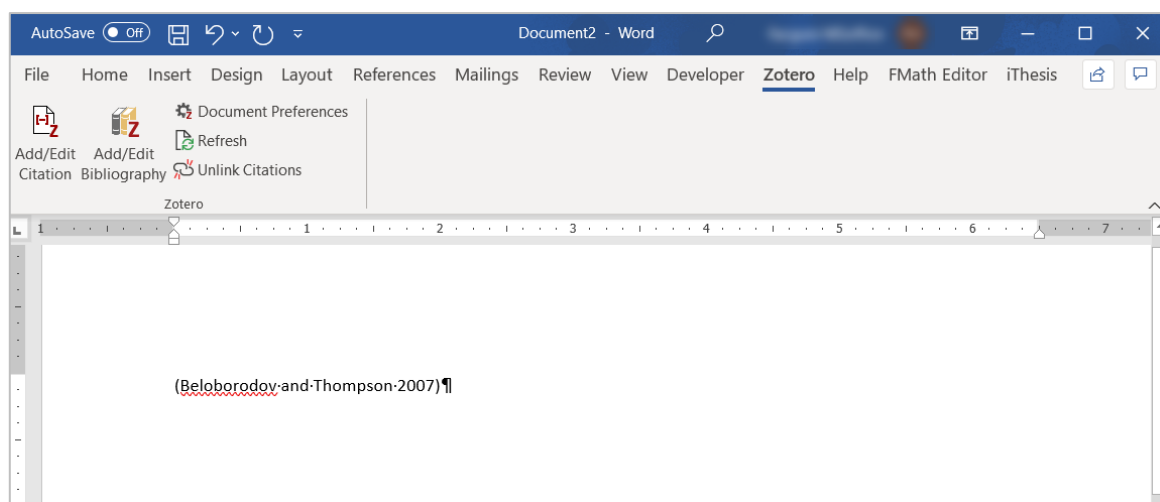 AutoSave Off Document2 - Word
File Home Insert Design Layout References Mailings Review View Developer Zotero Help FMath Editor iThesis
Add/Edit Citation
Add/Edit Bibliography
Document Preferences
Refresh
Unlink Citations
Zotero
L 1 1 2 3 4 5 6 7
(Beloborodov·and·Thompson·2007)¶